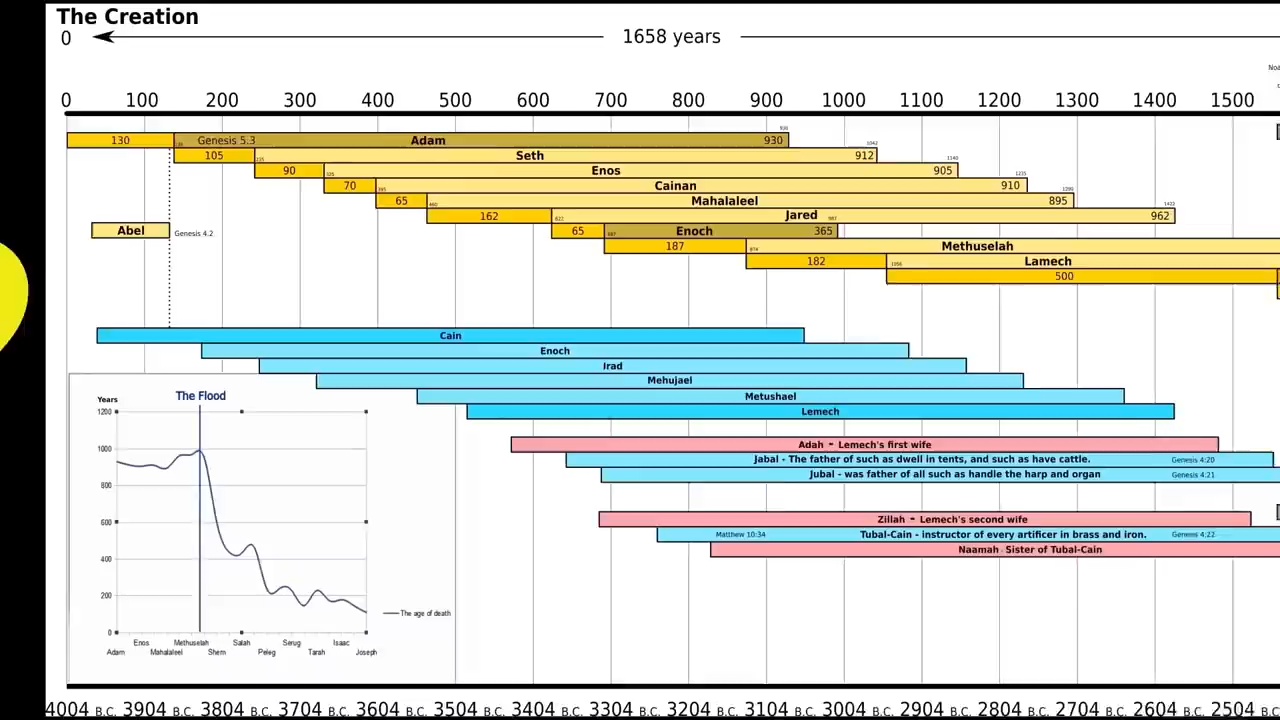 The Creation
0 1658 years
Noa
0 100 200 300 400 500 600 700 800 900 1000 1100 1200 1300 1400 1500
130 Genesis 5.3 Adam 930 930
105 Seth 912 1042
90 Enos 905 1140
70 Cainan 910 1235
65 Mahalaleel 895 1290
162 Jared 962 1422
Abel Genesis 4.2 65 Enoch 365 987
187 Methuselah
182 Lamech
500
Cain
Enoch
Irad
Mehujael
Metushael
Lemech
Adah - Lemech's first wife
Jabal - The father of such as dwell in tents, and such as have cattle. Genesis 4:20
Jubal - was father of all such as handle the harp and organ Genesis 4:21
Zillah - Lemech's second wife
Matthew 10:34 Tubal-Cain - instructor of every artificer in brass and iron. Genesis 4:22
Naamah Sister of Tubal-Cain
The Flood
Years
1200
1000
800
600
400
200
0
The age of death
Enos Methuselah Salah Serug Isaac
Adam Mahalaleel Shem Peleg Tarah Joseph
4004 B.C. 3904 B.C. 3804 B.C. 3704 B.C. 3604 B.C. 3504 B.C. 3404 B.C. 3304 B.C. 3204 B.C. 3104 B.C. 3004 B.C. 2904 B.C. 2804 B.C. 2704 B.C. 2604 B.C. 2504 B.C.